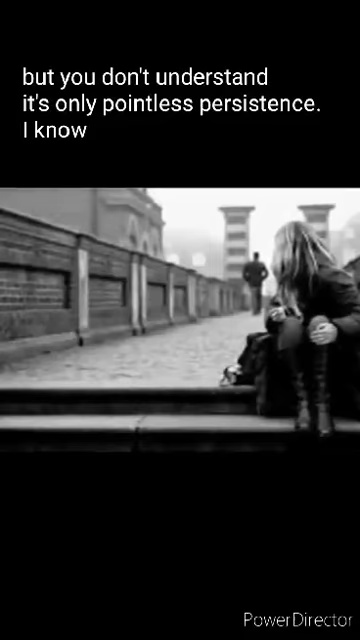 but you don't understand
it's only pointless persistence.
I know
PowerDirector